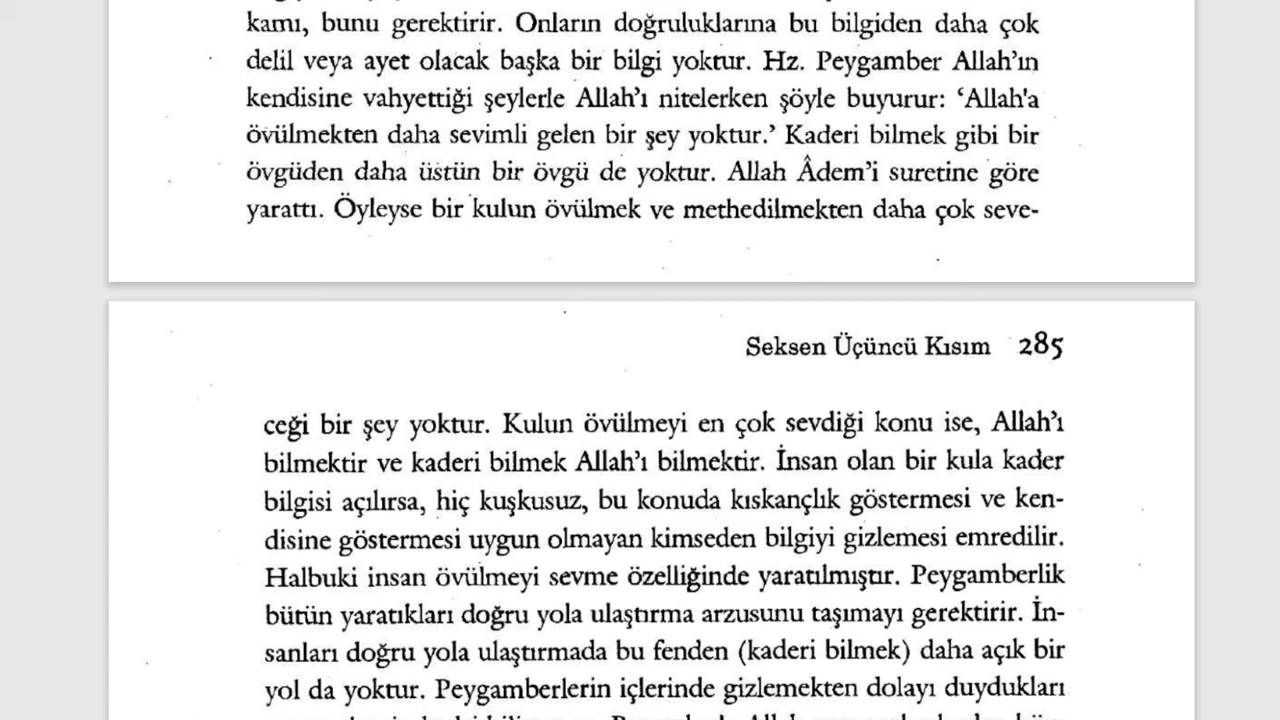 kamı, bunu gerektirir. Onların doğruluklarına bu bilgiden daha çok
delil veya ayet olacak başka bir bilgi yoktur. Hz. Peygamber Allah'ın
kendisine vahyettiği şeylerle Allah'ı nitelerken şöyle buyurur: 'Allah'a
övülmekten daha sevimli gelen bir şey yoktur.' Kaderi bilmek gibi bir
övgüden daha üstün bir övgü de yoktur. Allah Âdem'i suretine göre
yarattı. Öyleyse bir kulun övülmek ve methedilmekten daha çok seve-
Seksen Üçüncü Kısım 285
ceği bir şey yoktur. Kulun övülmeyi en çok sevdiği konu ise, Allah'ı
bilmektir ve kaderi bilmek Allah'ı bilmektir. İnsan olan bir kula kader
bilgisi açılırsa, hiç kuşkusuz, bu konuda kıskançlık göstermesi ve ken-
disine göstermesi uygun olmayan kimseden bilgiyi gizlemesi emredilir.
Halbuki insan övülmeyi sevme özelliğinde yaratılmıştır. Peygamberlik
bütün yaratıkları doğru yola ulaştırma arzusunu taşımayı gerektirir. İn-
sanları doğru yola ulaştırmada bu fenden (kaderi bilmek) daha açık bir
yol da yoktur. Peygamberlerin içlerinde gizlemekten dolayı duydukları